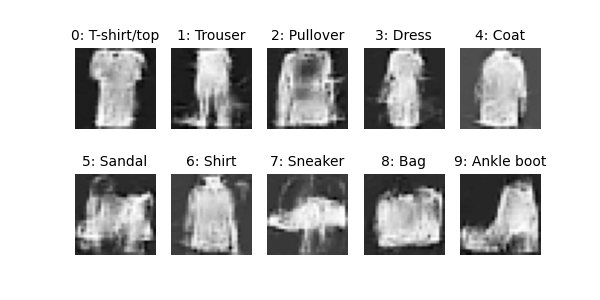 0: T-shirt/top 1: Trouser 2: Pullover 3: Dress 4: Coat
5: Sandal 6: Shirt 7: Sneaker 8: Bag 9: Ankle boot